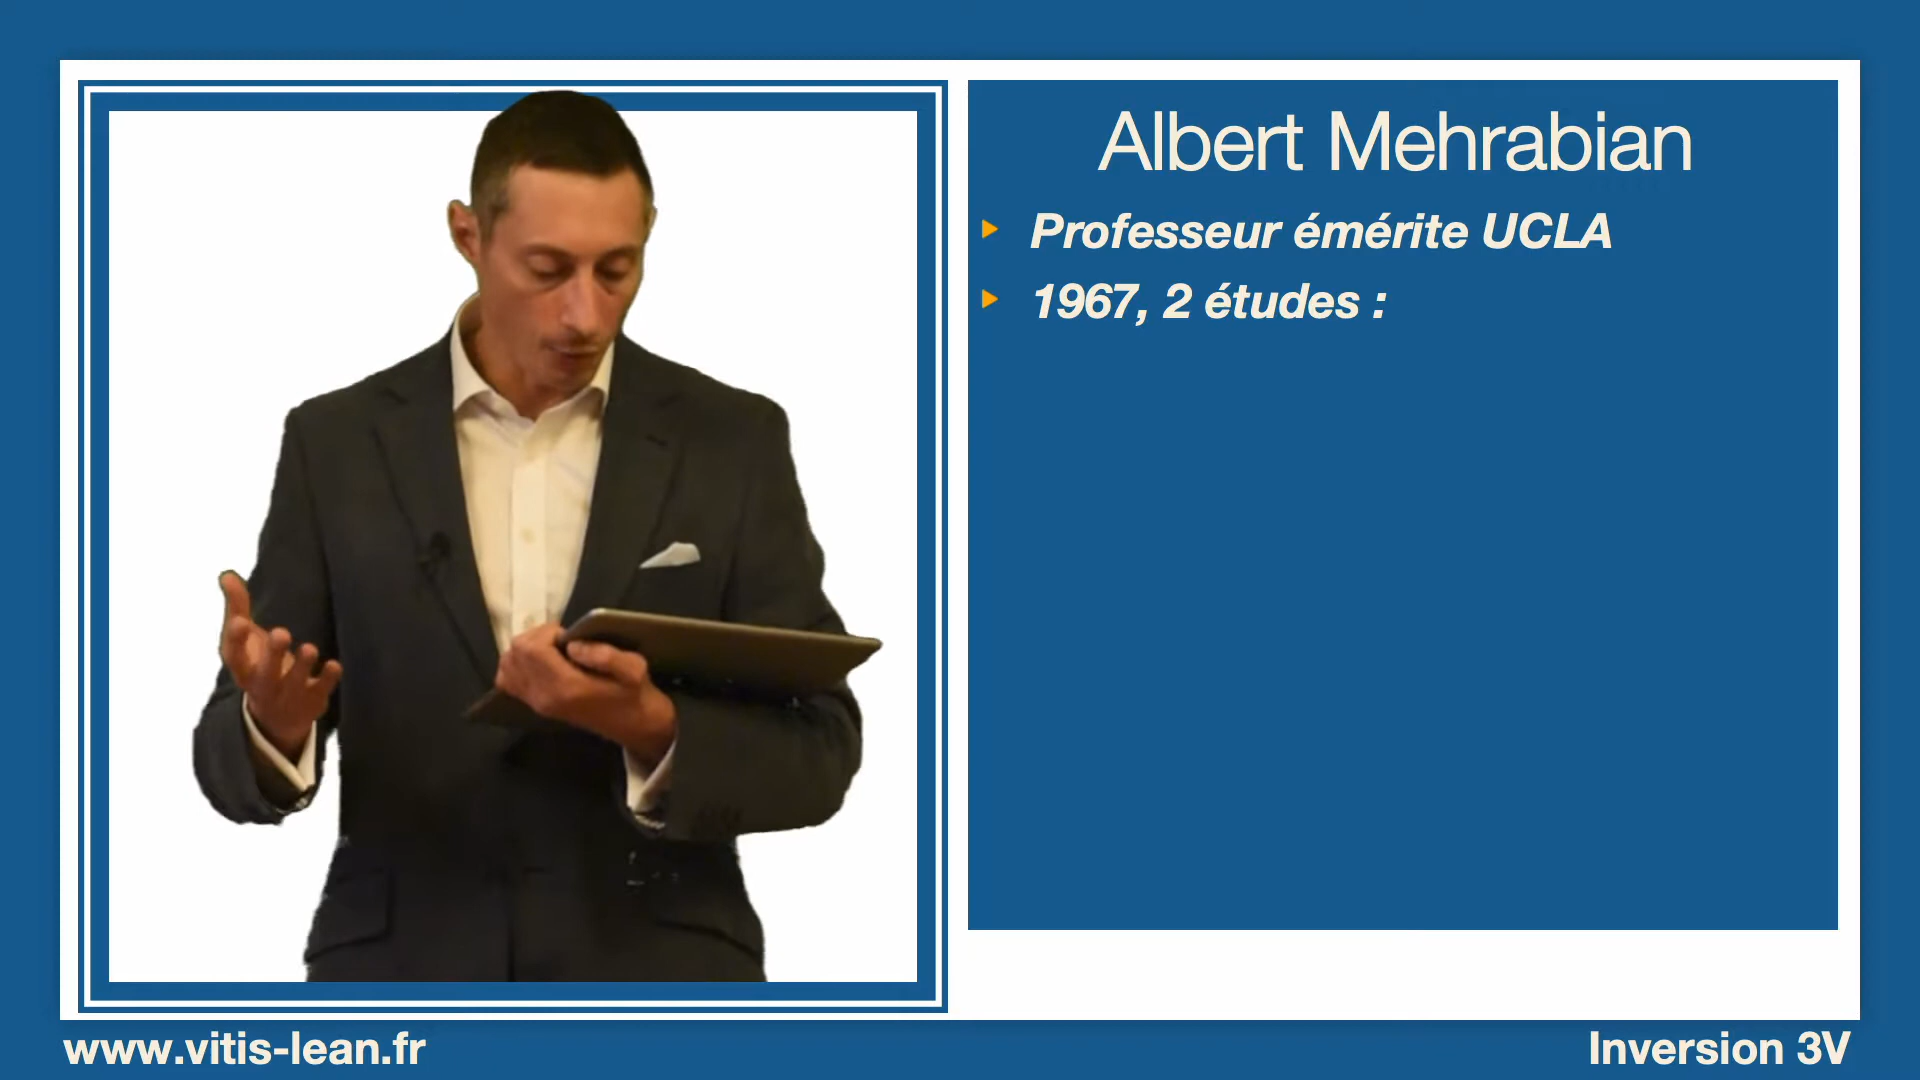 Albert Mehrabian
Professeur émérite UCLA
1967, 2 études :
www.vitis-lean.fr
Inversion 3V